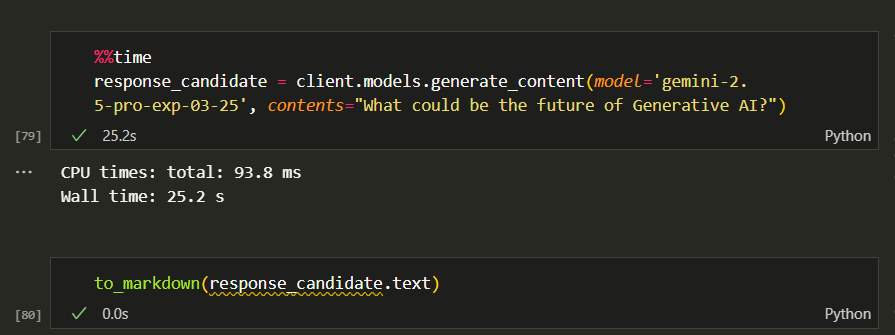 %%time
response_candidate = client.models.generate_content(model='gemini-2.
5-pro-exp-03-25', contents="What could be the future of Generative AI?")
[79] ✓ 25.2s Python
... CPU times: total: 93.8 ms
Wall time: 25.2 s
to_markdown(response_candidate.text)
[80] ✓ 0.0s Python